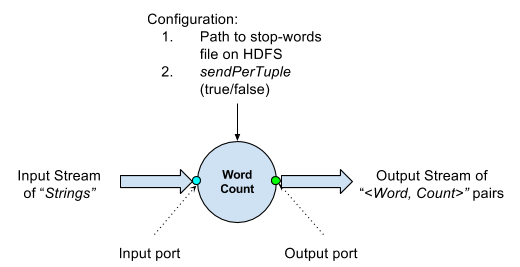 Configuration:
1. Path to stop-words
file on HDFS
2. sendPerTuple
(true/false)
Input Stream
of "Strings"
Word
Count
Output Stream of
"<Word, Count>" pairs
Input port
Output port